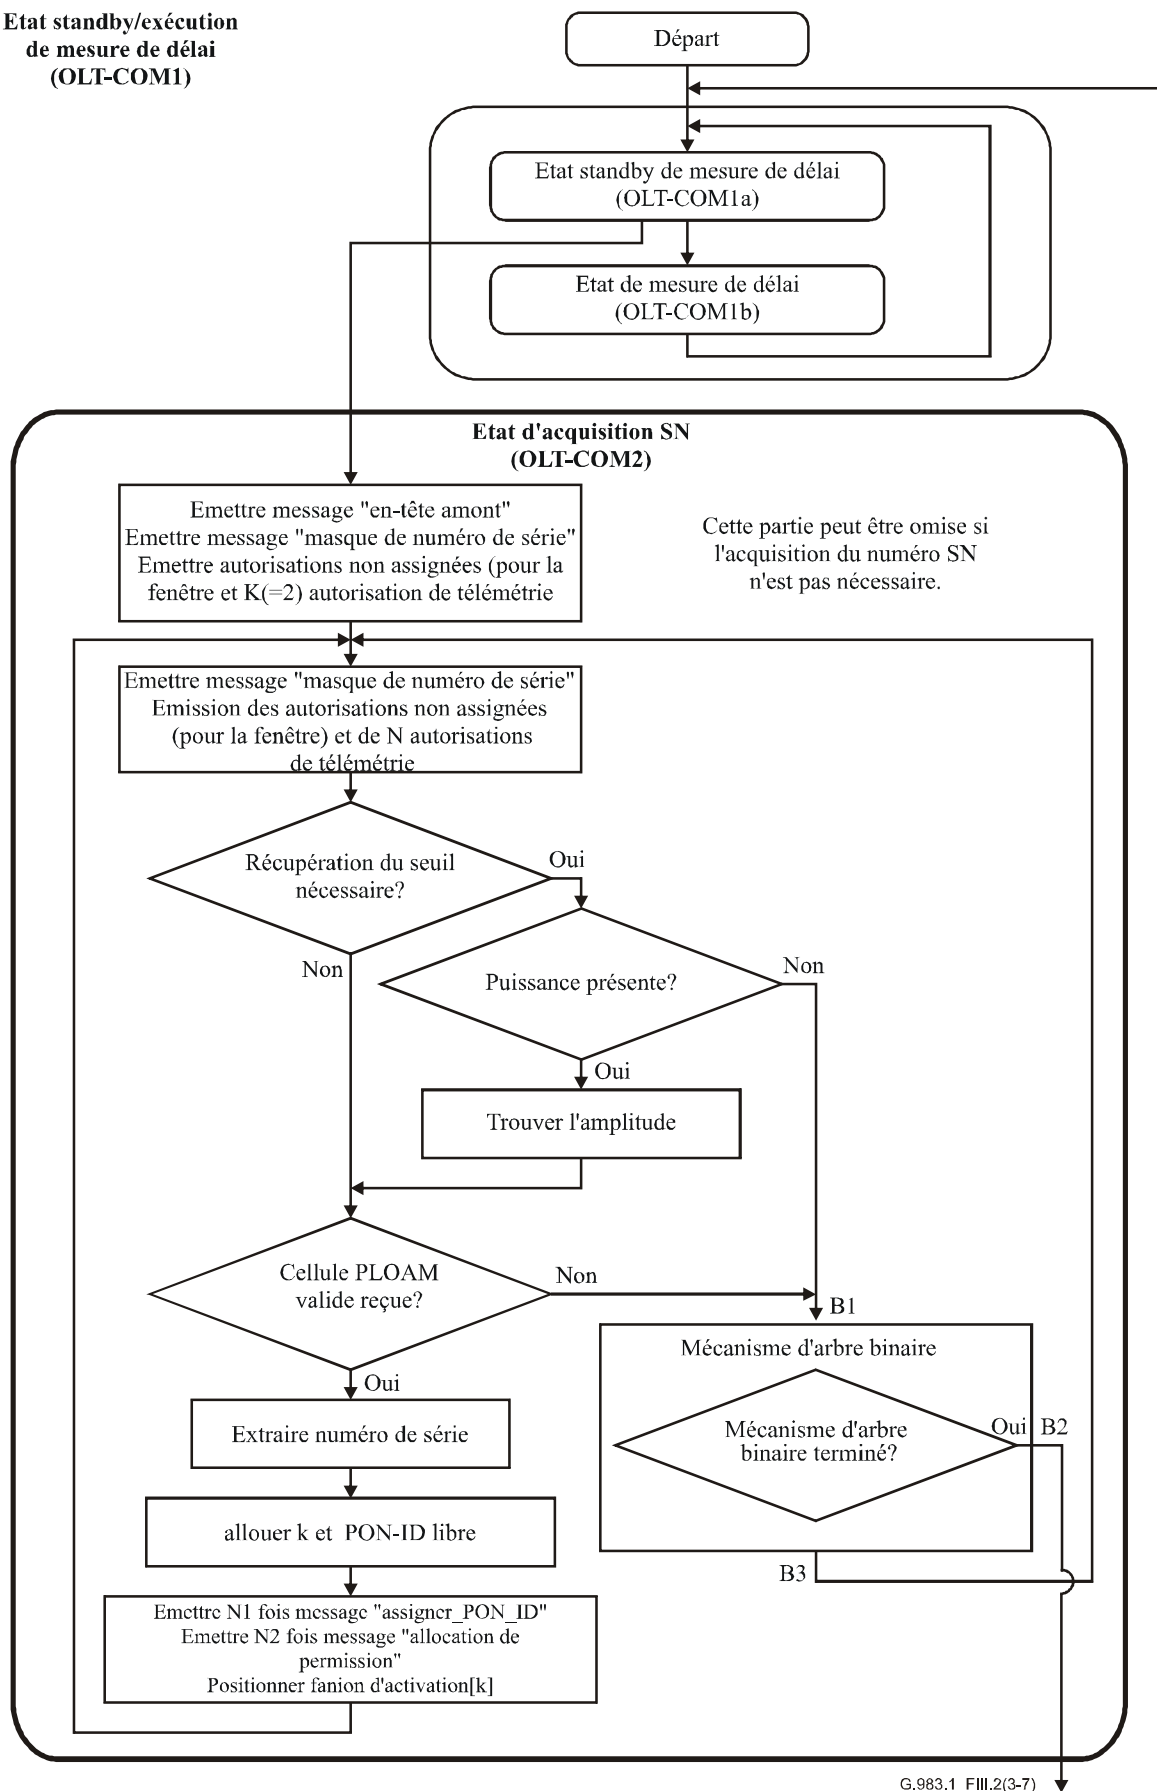 Etat standby/exécution
de mesure de délai
(OLT-COM1)
Départ
Etat standby de mesure de délai
(OLT-COM1a)
Etat de mesure de délai
(OLT-COM1b)
Etat d'acquisition SN
(OLT-COM2)
Emettre message "en-tête amont"
Emettre message "masque de numéro de série"
Emettre autorisations non assignées (pour la
fenêtre et K(=2) autorisation de télémétrie
Cette partie peut être omise si
l'acquisition du numéro SN
n'est pas nécessaire.
Emettre message "masque de numéro de série"
Emission des autorisations non assignées
(pour la fenêtre) et de N autorisations
de télémétrie
Récupération du seuil
nécessaire?
Oui
Non
Puissance présente?
Non
Oui
Trouver l'amplitude
Cellule PLOAM
valide reçue?
Non
B1
Oui
Mécanisme d'arbre binaire
Mécanisme d'arbre
binaire terminé?
Oui B2
B3
Extraire numéro de série
allouer k et PON-ID libre
Emettre N1 fois message "assigner_PON_ID"
Emettre N2 fois message "allocation de
permission"
Positionner fanion d'activation[k]
G.983.1_FIII.2(3-7)